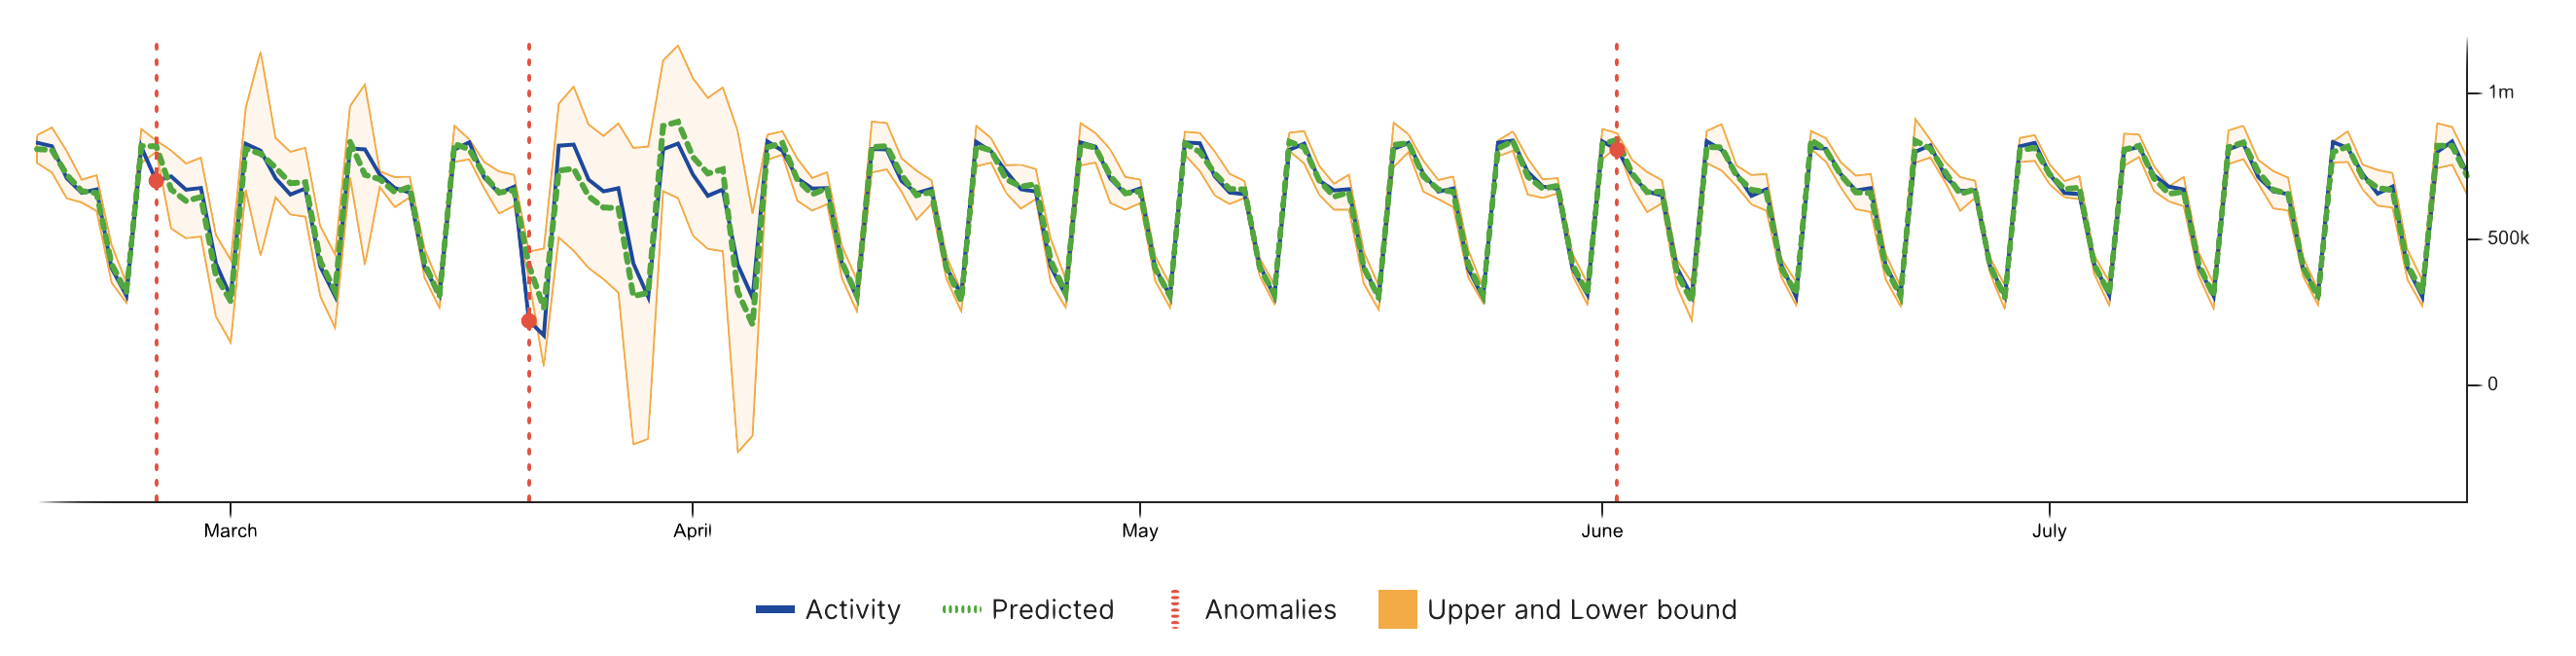 1m
500k
0
March
April
May
June
July
Activity
Predicted
Anomalies
Upper and Lower bound